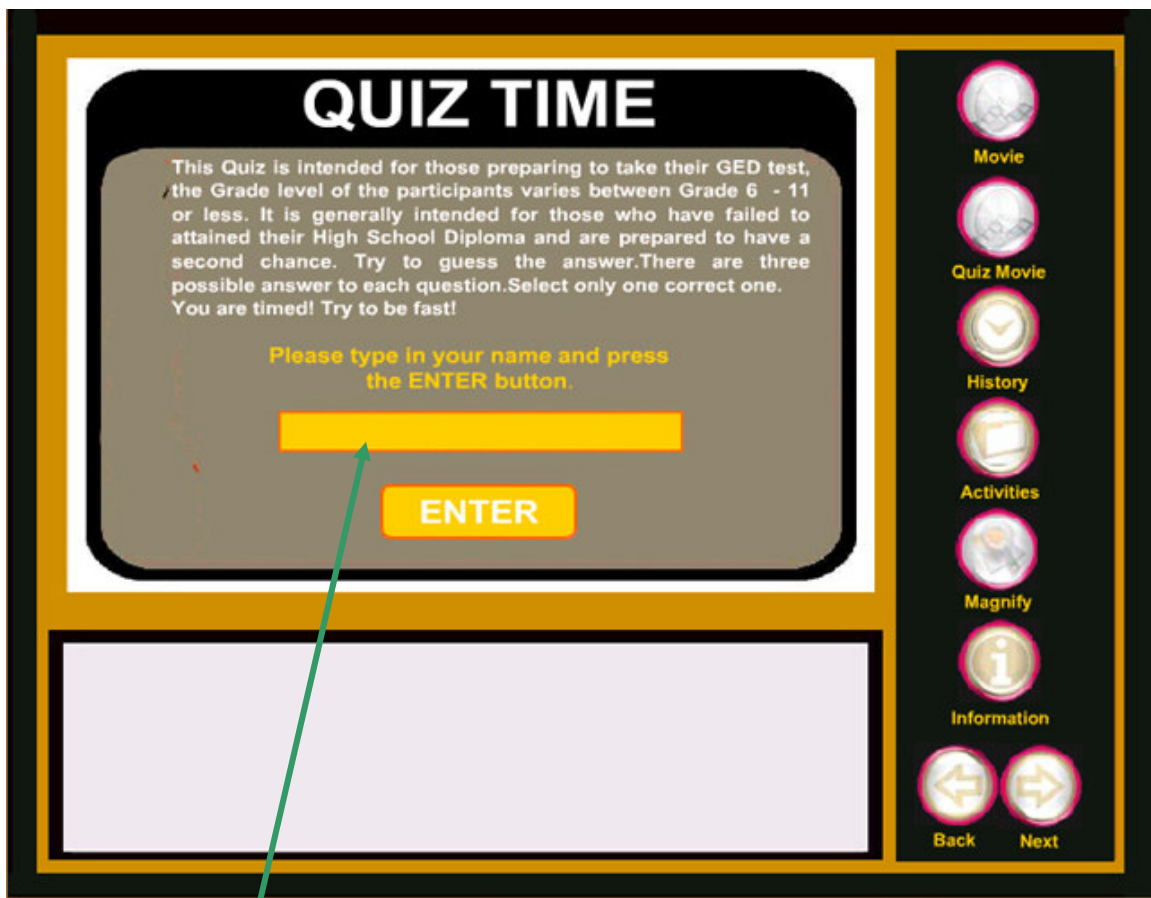 QUIZ TIME
This Quiz is intended for those preparing to take their GED test,
the Grade level of the participants varies between Grade 6 - 11
or less. It is generally intended for those who have failed to
attained their High School Diploma and are prepared to have a
second chance. Try to guess the answer.There are three
possible answer to each question.Select only one correct one.
You are timed! Try to be fast!
Please type in your name and press
the ENTER button.
ENTER
Movie
Quiz Movie
History
Activities
Magnify
Information
Back
Next